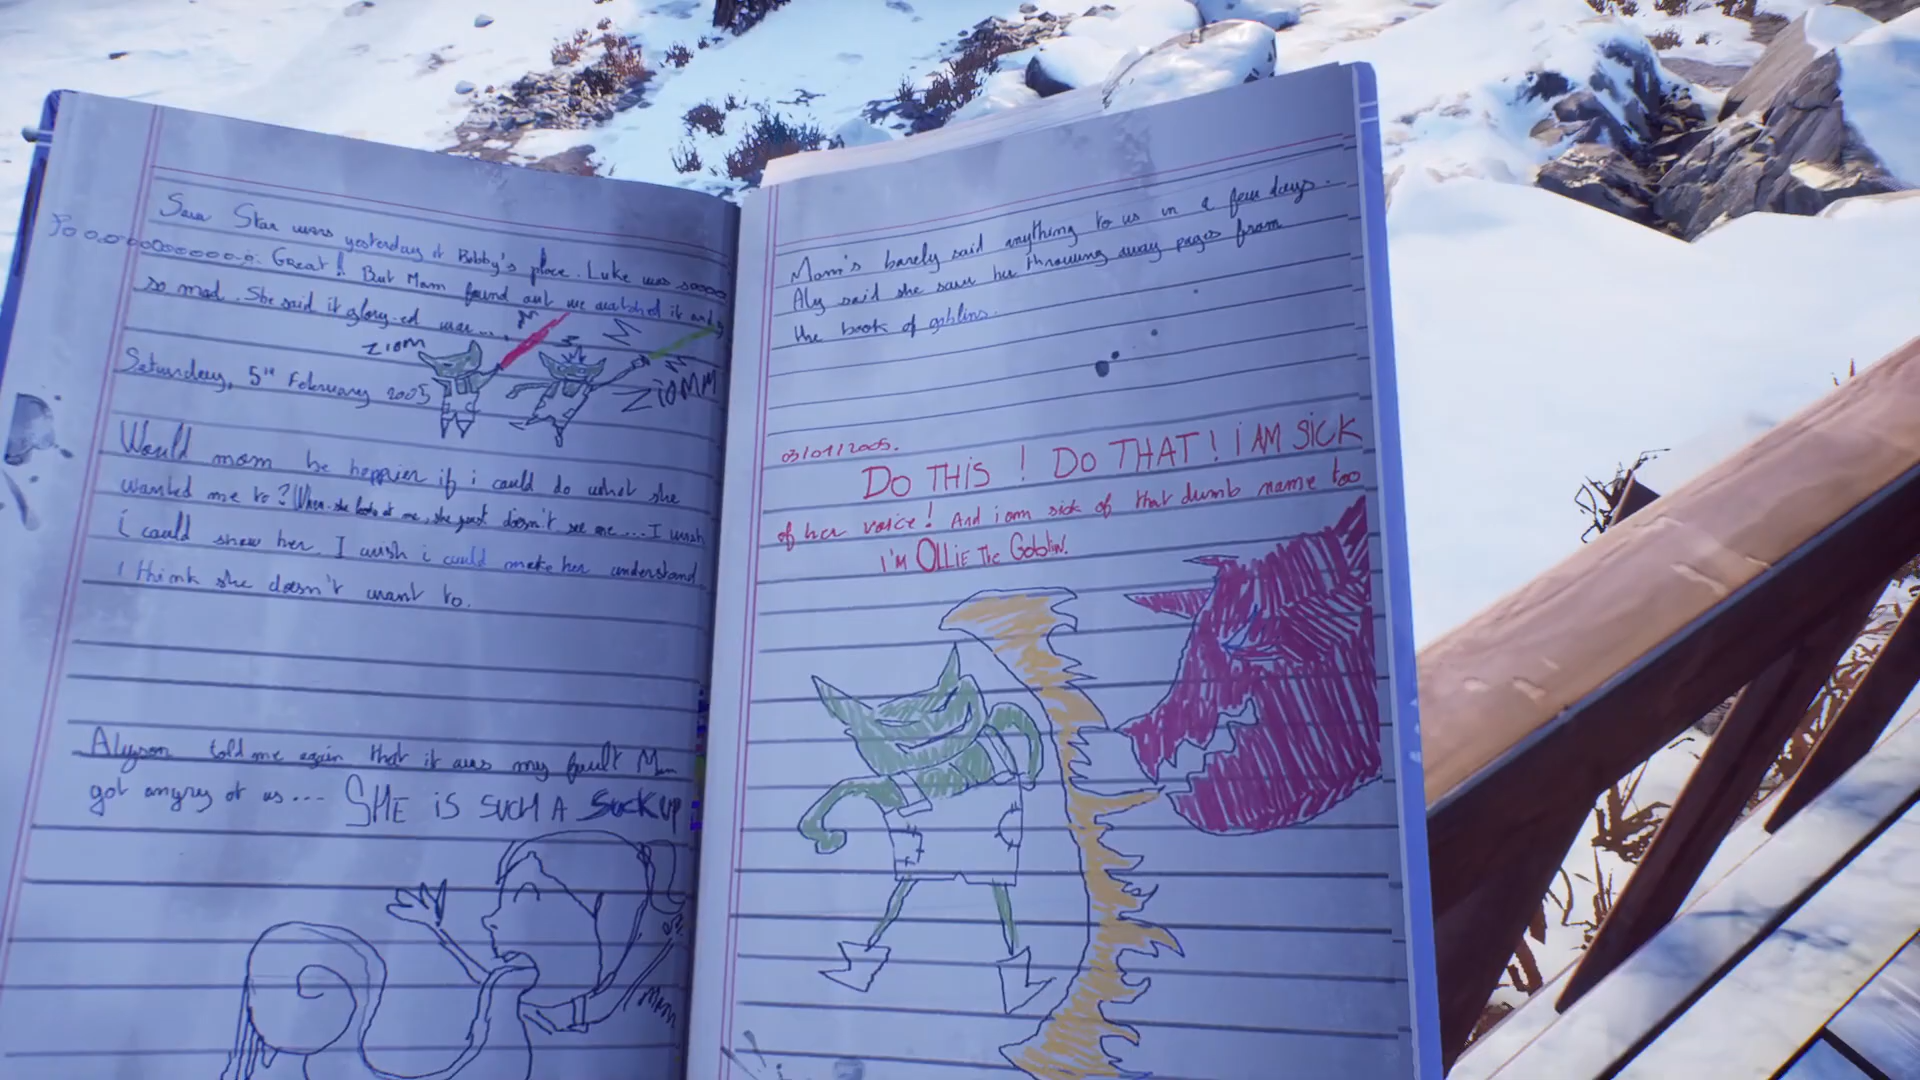 Saw Star wars yesterday at Bobby's place. Luke was soooo
Great! But Mom found out we watched it and
so mad. She said it glory-ed war....
ZIOM
ZIOMM
Saturday, 5th February 2005
Would mom be heppier if i could do what she
wanted me to? When she looks at me, she just doesn't see me... I wish
i could show her. I wish i could make her understand.
I think she doesn't want to.
Alyson told me again that it was my fault Mom
got angry at us... SHE iS SUCH A SUCKUP
Mom's barely said anything to us in a few days.
Aly said she saw her throwing away pages from
the book of goblins.
03/01/2005.
DO THIS! DO THAT! i AM SICK
of her voice! And i am sick of that dumb name too
I'M OLLiE The Goblin!